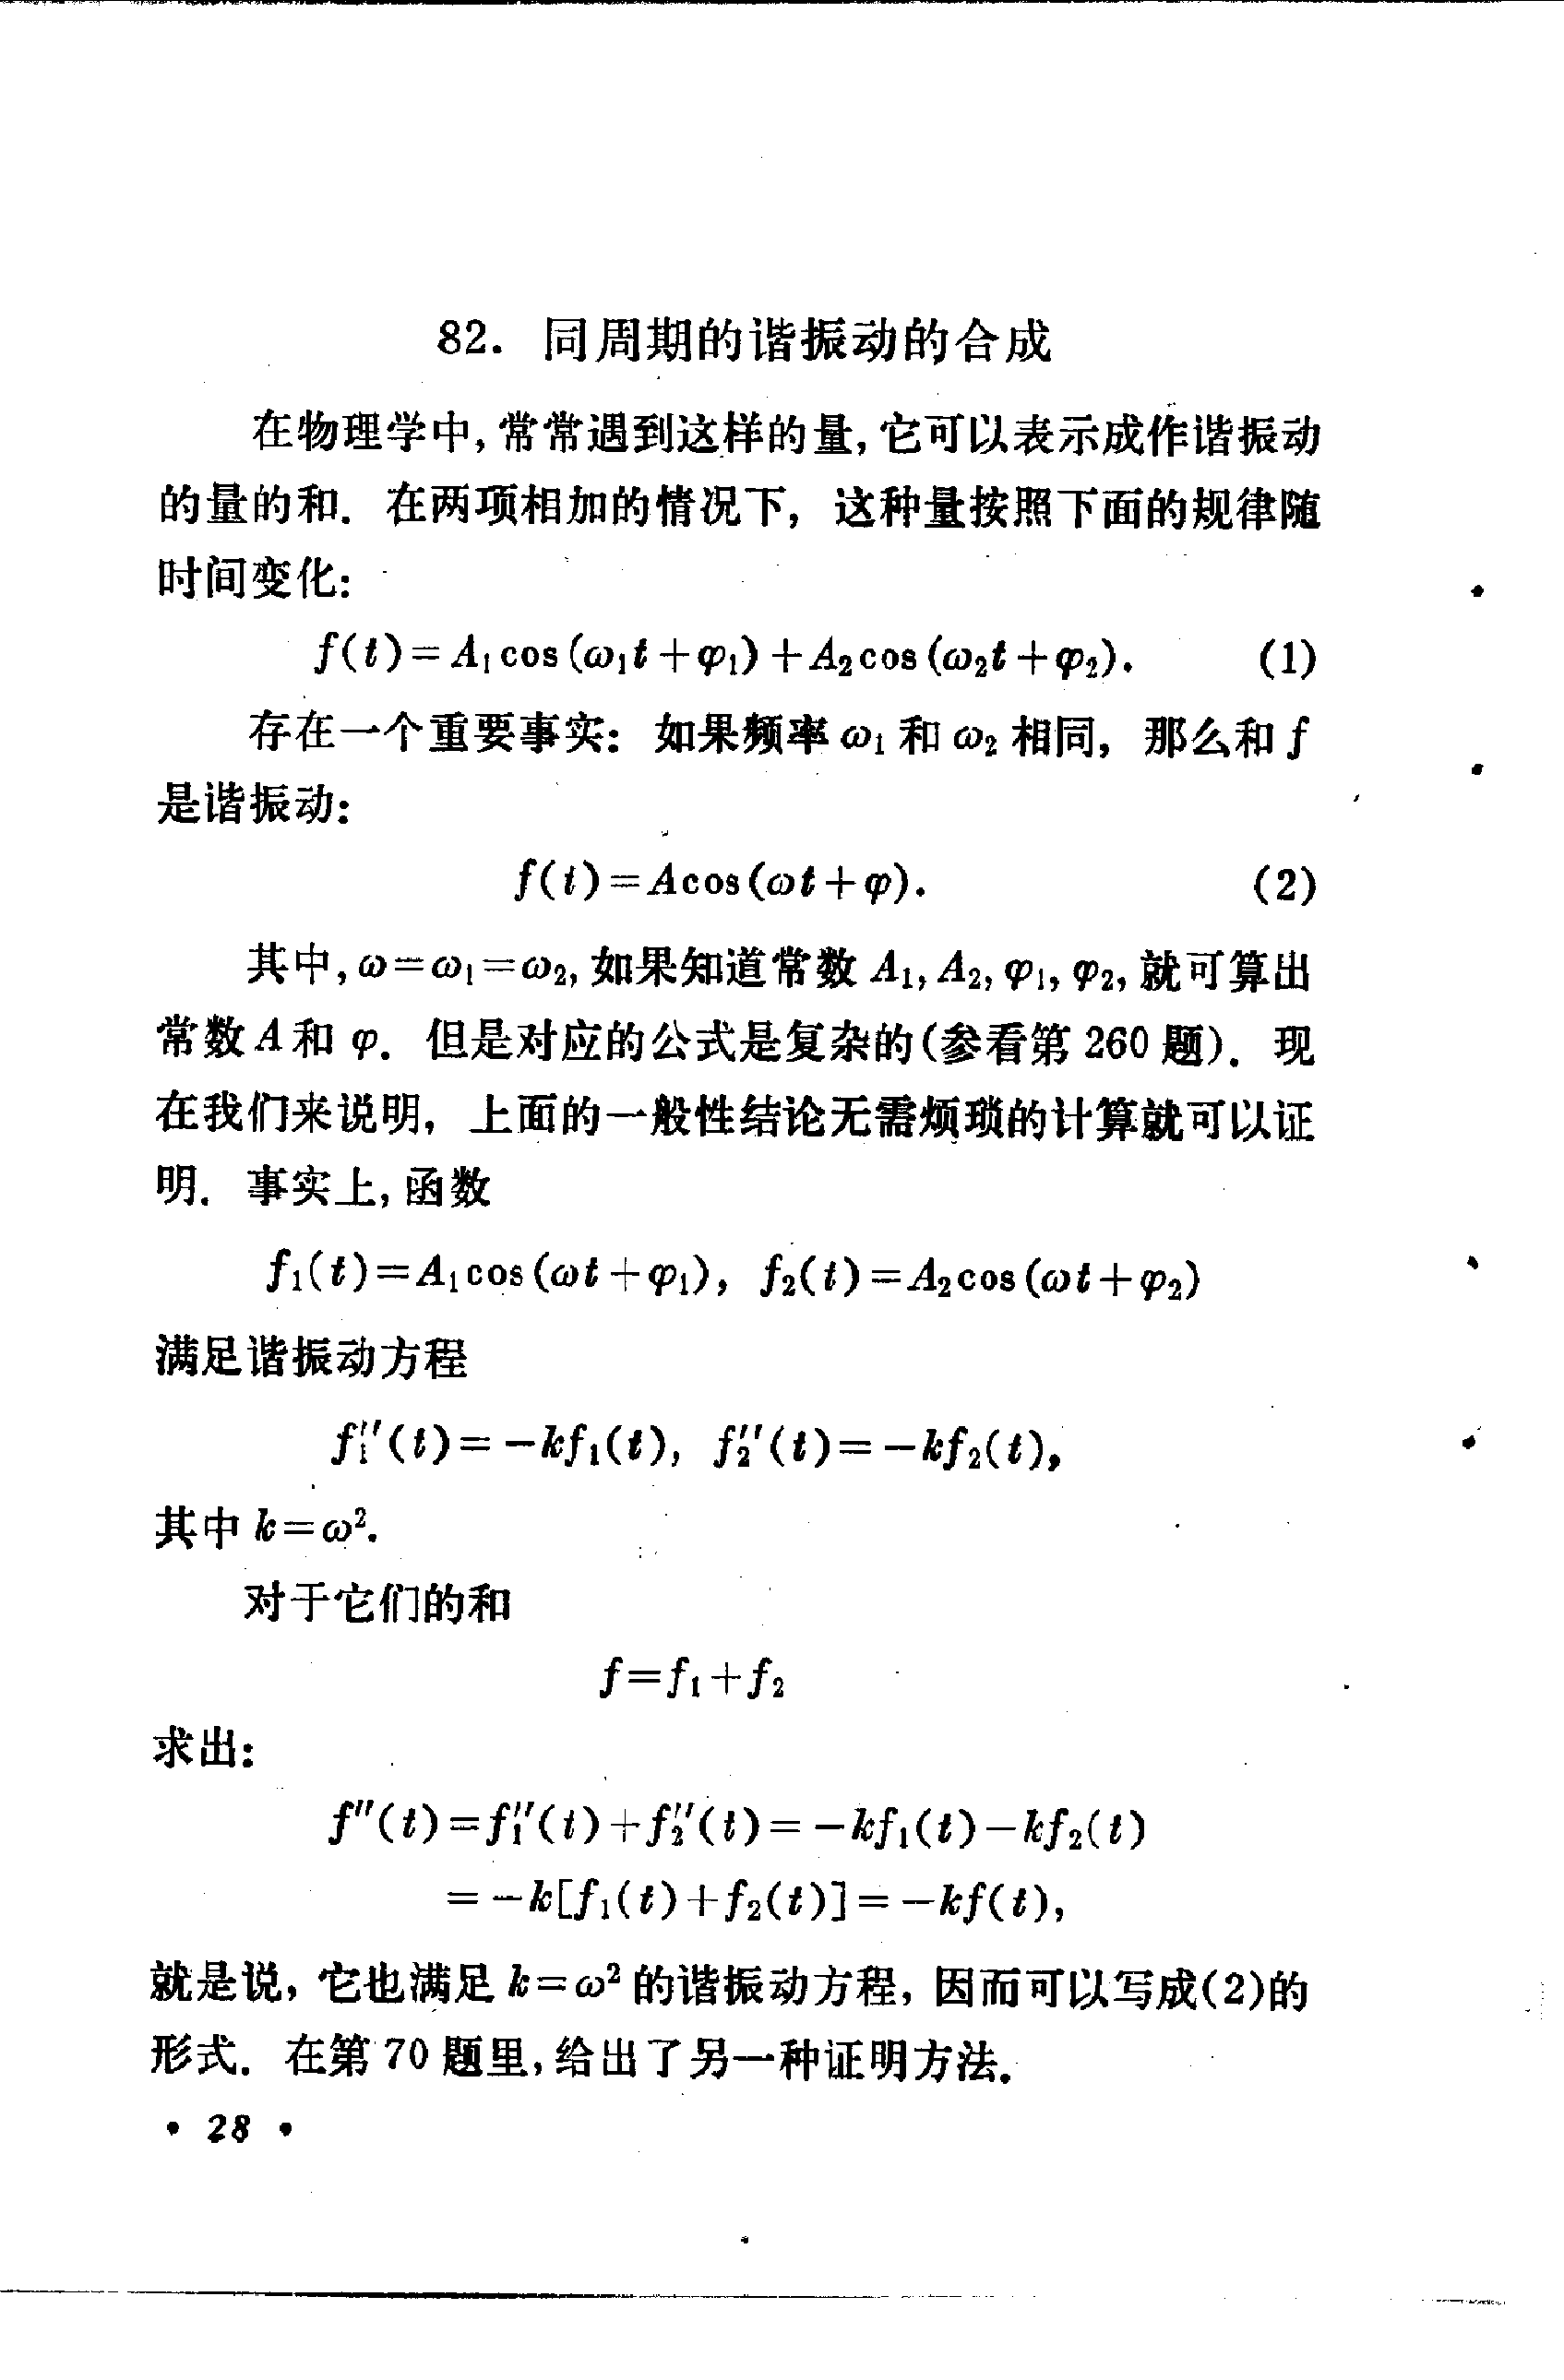 82. 同周期的谐振动的合成
在物理学中,常常遇到这样的量,它可以表示成作谐振动
的量的和. 在两项相加的情况下, 这种量按照下面的规律随
时间变化:
f(t)=A₁cos(ω₁t+φ₁)+A₂cos(ω₂t+φ₂). (1)
存在一个重要事实: 如果频率 ω₁ 和 ω₂ 相同, 那么和 f
是谐振动:
f(t)=Acos(ωt+φ). (2)
其中, ω=ω₁=ω₂, 如果知道常数 A₁, A₂, φ₁, φ₂, 就可算出
常数 A 和 φ. 但是对应的公式是复杂的(参看第 260 题). 现
在我们来说明, 上面的一般性结论无需烦琐的计算就可以证
明. 事实上, 函数
f₁(t)=A₁cos(ωt+φ₁), f₂(t)=A₂cos(ωt+φ₂)
满足谐振动方程
f₁″(t)=-kf₁(t), f₂″(t)=-kf₂(t),
其中 k=ω².
对于它们的和
f=f₁+f₂
求出:
f″(t)=f₁″(t)+f₂″(t)=-kf₁(t)-kf₂(t)
=-k[f₁(t)+f₂(t)]=-kf(t),
就是说, 它也满足 k=ω² 的谐振动方程, 因而可以写成(2)的
形式. 在第 70 题里, 给出了另一种证明方法.
• 28 •